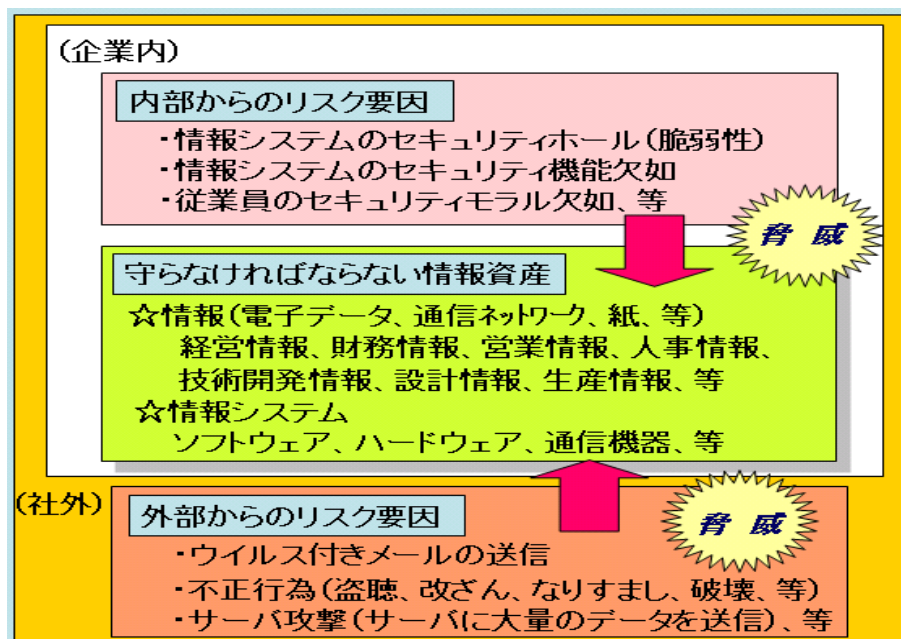 (企業内)
内部からのリスク要因
・情報システムのセキュリティホール(脆弱性)
・情報システムのセキュリティ機能欠如
・従業員のセキュリティモラル欠如、等
脅威
守らなければならない情報資産
☆情報(電子データ、通信ネットワーク、紙、等)
経営情報、財務情報、営業情報、人事情報、
技術開発情報、設計情報、生産情報、等
☆情報システム
ソフトウェア、ハードウェア、通信機器、等
(社外)
外部からのリスク要因
脅威
・ウイルス付きメールの送信
・不正行為(盗聴、改ざん、なりすまし、破壊、等)
・サーバ攻撃(サーバに大量のデータを送信)、等